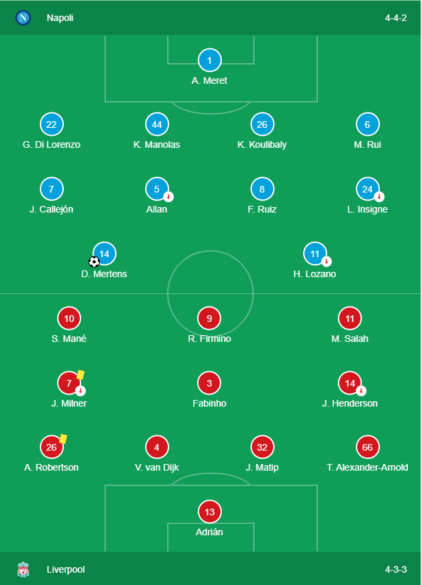 Napoli 4-4-2
1
A. Meret
22 44 26 6
G. Di Lorenzo K. Manolas K. Koulibaly M. Rui
7 5 8 24
J. Callejón Allan F. Ruiz L. Insigne
14 11
D. Mertens H. Lozano
10 9 11
S. Mané R. Firmino M. Salah
7 3 14
J. Milner Fabinho J. Henderson
26 4 32 66
A. Robertson V. van Dijk J. Matip T. Alexander-Arnold
13
Adrián
Liverpool 4-3-3